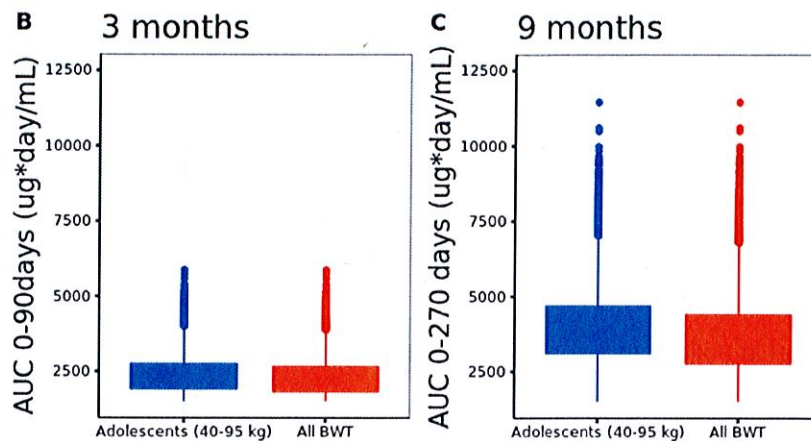 B 3 months
AUC 0-90days (ug*day/mL)
12500
10000
7500
5000
2500
Adolescents (40-95 kg) All BWT
C 9 months
AUC 0-270 days (ug*day/mL)
12500
10000
7500
5000
2500
Adolescents (40-95 kg) All BWT